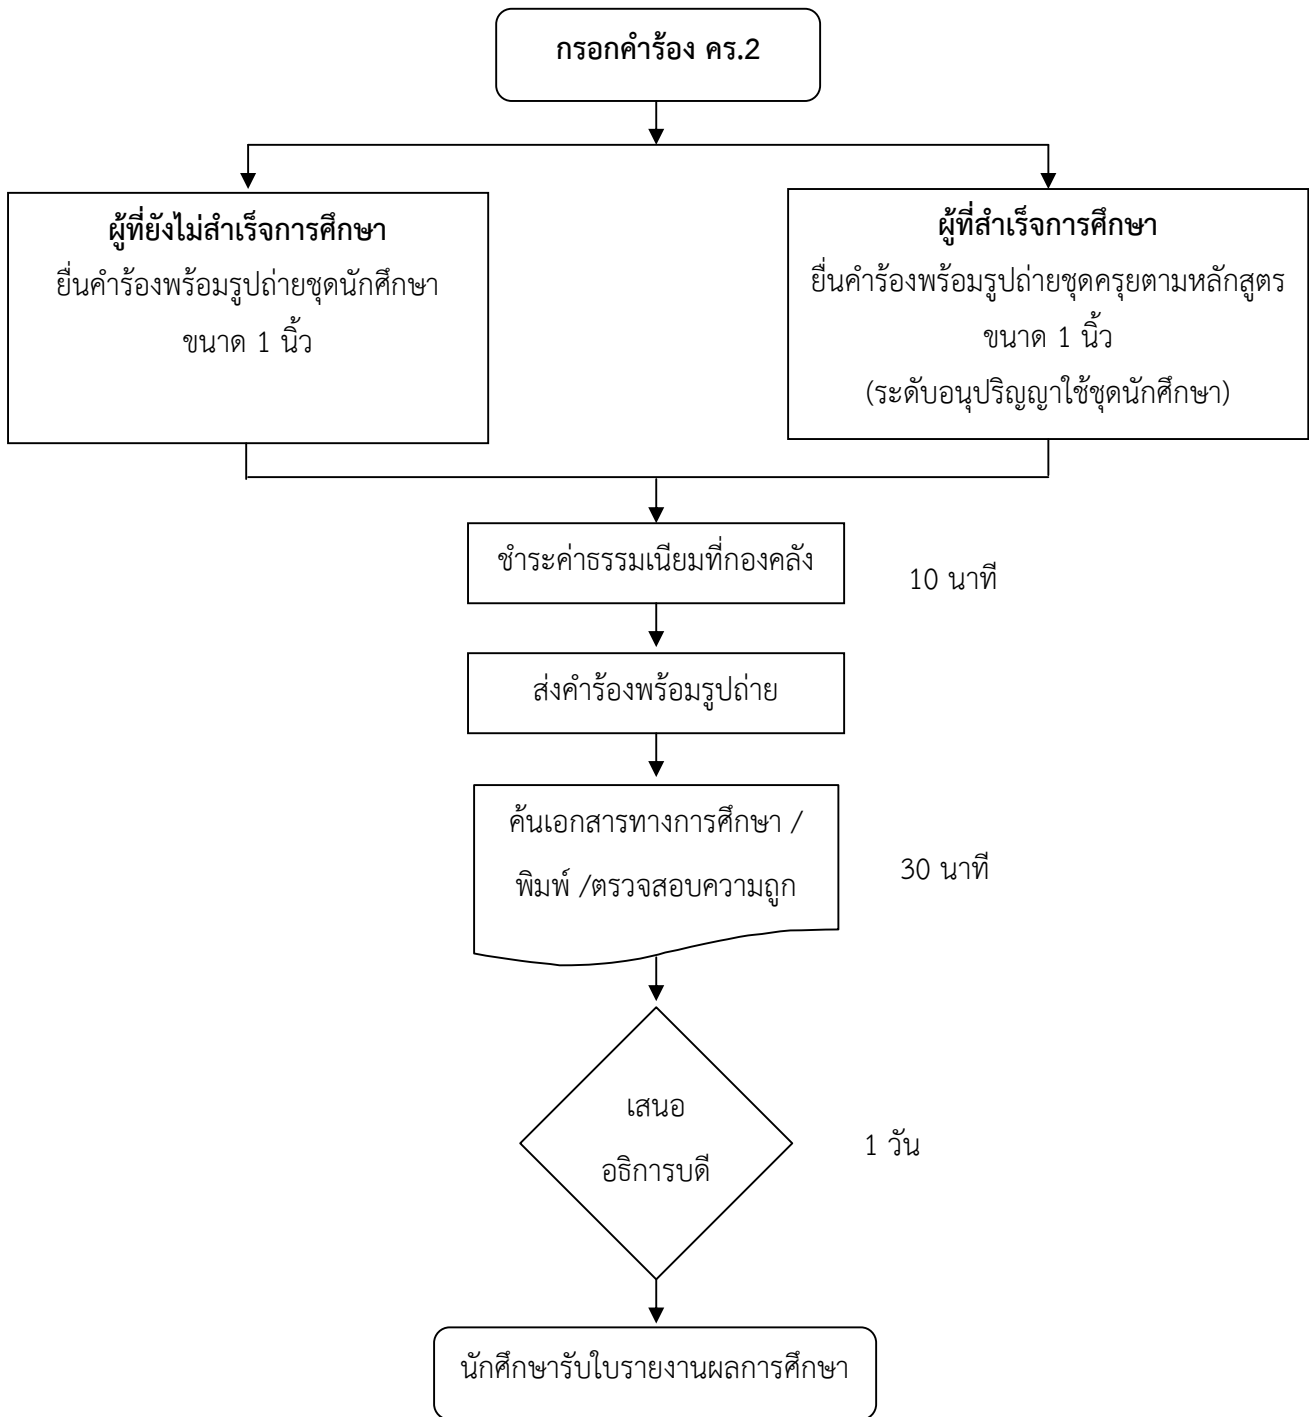 กรอกคำร้อง คร.2
ผู้ที่ยังไม่สำเร็จการศึกษา
ยื่นคำร้องพร้อมรูปถ่ายชุดนักศึกษา
ขนาด 1 นิ้ว
ผู้ที่สำเร็จการศึกษา
ยื่นคำร้องพร้อมรูปถ่ายชุดครุยตามหลักสูตร
ขนาด 1 นิ้ว
(ระดับอนุปริญญาใช้ชุดนักศึกษา)
ชำระค่าธรรมเนียมที่กองคลัง
10 นาที
ส่งคำร้องพร้อมรูปถ่าย
ค้นเอกสารทางการศึกษา /
พิมพ์ /ตรวจสอบความถูก
30 นาที
เสนอ
อธิการบดี
1 วัน
นักศึกษารับใบรายงานผลการศึกษา